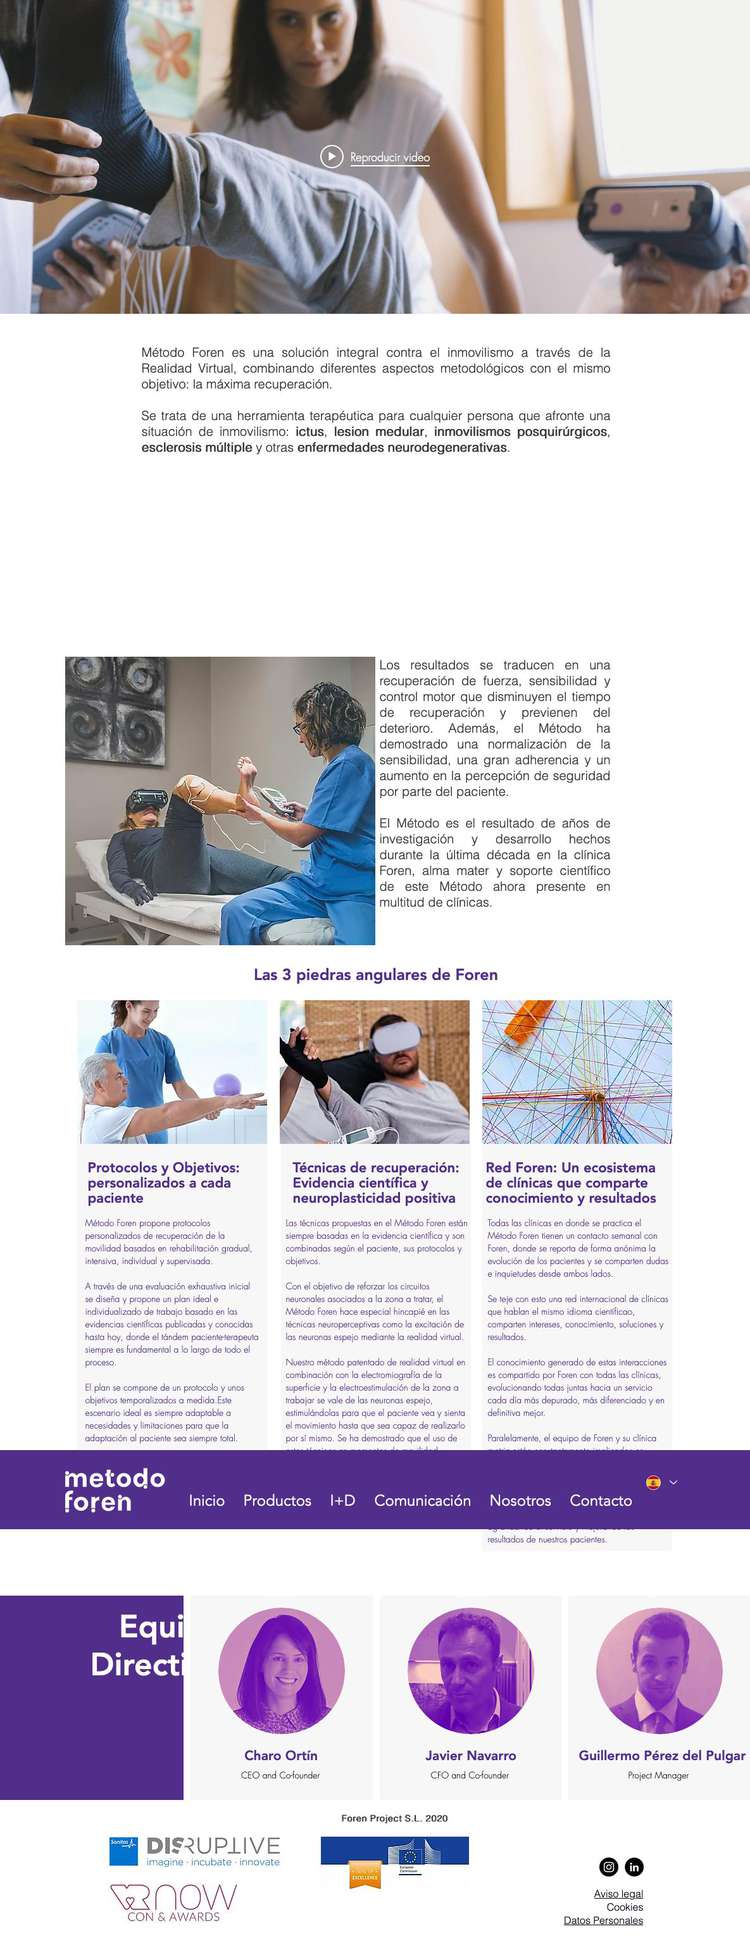 Reproducir video
Método Foren es una solución integral contra el inmovilismo a través de la
Realidad Virtual, combinando diferentes aspectos metodológicos con el mismo
objetivo: la máxima recuperación.
Se trata de una herramienta terapéutica para cualquier persona que afronte una
situación de inmovilismo: ictus, lesion medular, inmovilismos posquirúrgicos,
esclerosis múltiple y otras enfermedades neurodegenerativas.
Los resultados se traducen en una
recuperación de fuerza, sensibilidad y
control motor que disminuyen el tiempo
de recuperación y previenen del
deterioro. Además, el Método ha
demostrado una normalización de la
sensibilidad, una gran adherencia y un
aumento en la percepción de seguridad
por parte del paciente.
El Método es el resultado de años de
investigación y desarrollo hechos
durante la última década en la clínica
Foren, alma mater y soporte científico
de este Método ahora presente en
multitud de clínicas.
Las 3 piedras angulares de Foren
Protocolos y Objetivos:
personalizados a cada
paciente
Método Foren propone protocolos
personalizados de recuperación de la
movilidad basados en rehabilitación gradual,
intensiva, individual y supervisada.
A través de una evaluación exhaustiva inicial
se diseña y propone un plan ideal e
individualizado de trabajo basado en las
evidencias científicas publicadas y conocidas
hasta hoy, donde el tándem paciente-terapeuta
siempre es fundamental a lo largo de todo el
proceso.
El plan se compone de un protocolo y unos
objetivos temporalizados a medida.Este
escenario ideal es siempre adaptable a
necesidades y limitaciones para que la
adaptación al paciente sea siempre total.
Técnicas de recuperación:
Evidencia científica y
neuroplasticidad positiva
Las técnicas propuestas en el Método Foren están
siempre basadas en la evidencia científica y son
combinadas según el paciente, sus protocolos y
objetivos.
Con el objetivo de reforzar los circuitos
neuronales asociados a la zona a tratar, el
Método Foren hace especial hincapié en las
técnicas neuroperceptivas como la excitación de
las neuronas espejo mediante la realidad virtual.
Nuestro método patentado de realidad virtual en
combinación con la electromiografía de la
superficie y la electroestimulación de la zona a
trabajar se vale de las neuronas espejo,
estimulándolas para que el paciente vea y sienta
el movimiento hasta que sea capaz de realizarlo
por sí mismo. Se ha demostrado que el uso de
Red Foren: Un ecosistema
de clínicas que comparte
conocimiento y resultados
Todas las clínicas en donde se practica el
Método Foren tienen un contacto semanal con
Foren, donde se reporta de forma anónima la
evolución de los pacientes y se comparten dudas
e inquietudes desde ambos lados.
Se teje con esto una red internacional de clínicas
que hablan el mismo idioma científicao,
comparten intereses, conocimiento, soluciones y
resultados.
El conocimiento generado de estas interacciones
es compartido por Foren con todas las clínicas,
evolucionando todas juntas hacia un servicio
cada día más depurado, más diferenciado y en
definitiva mejor.
Paralelamente, el equipo de Foren y su clínica
resultados de nuestros pacientes.
metodo
foren
Inicio Productos I+D Comunicación Nosotros Contacto
Equi
Directi
Charo Ortín
CEO and Co-founder
Javier Navarro
CFO and Co-founder
Guillermo Pérez del Pulgar
Project Manager
Foren Project S.L. 2020
Sanitas
DISRUPTIVE
imagine · incubate · innovate
VRNOW
CON & AWARDS
EXCELLENCE
European
Commission
Aviso legal
Cookies
Datos Personales